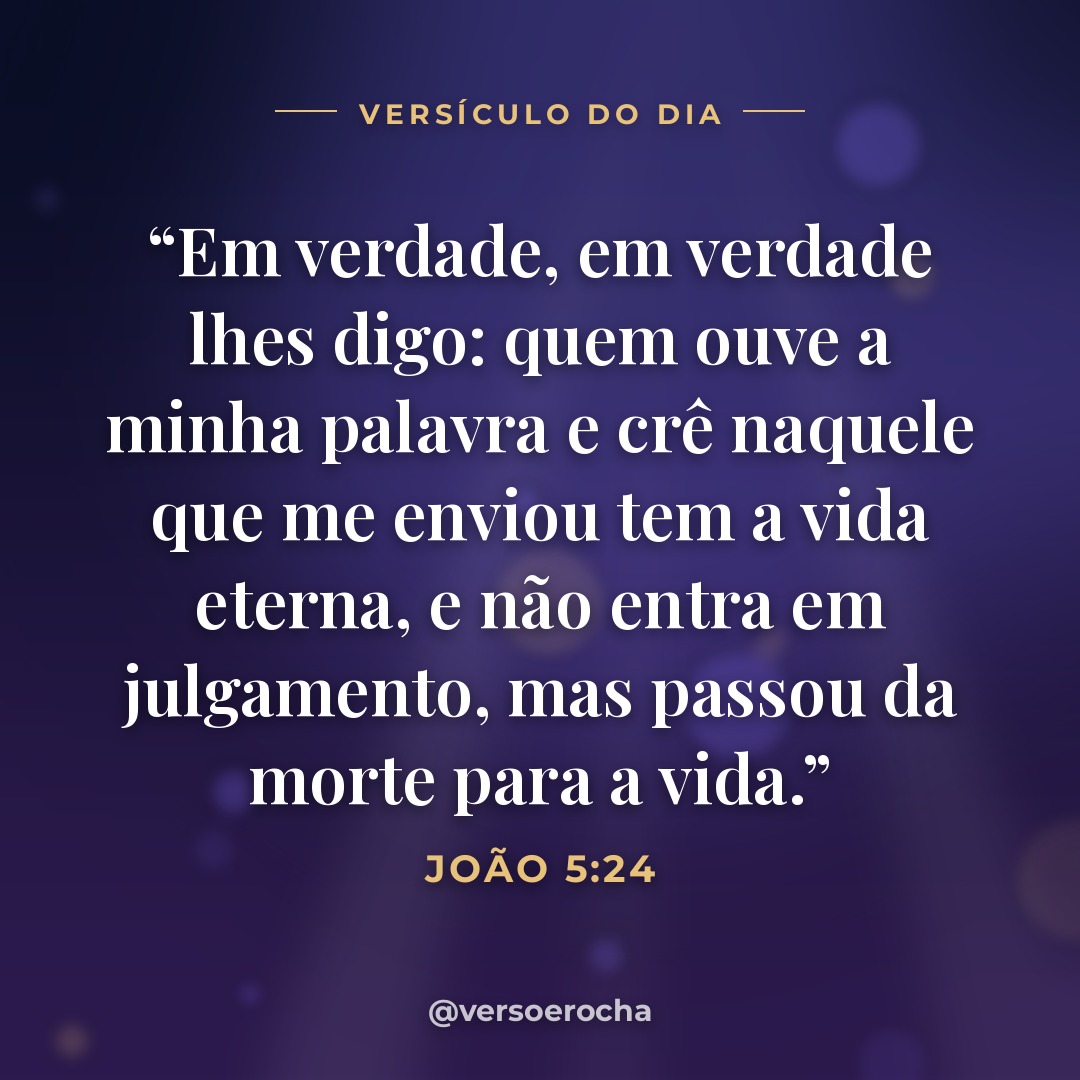 VERSÍCULO DO DIA
“Em verdade, em verdade
lhes digo: quem ouve a
minha palavra e crê naquele
que me enviou tem a vida
eterna, e não entra em
julgamento, mas passou da
morte para a vida.”
JOÃO 5:24
@versoerocha